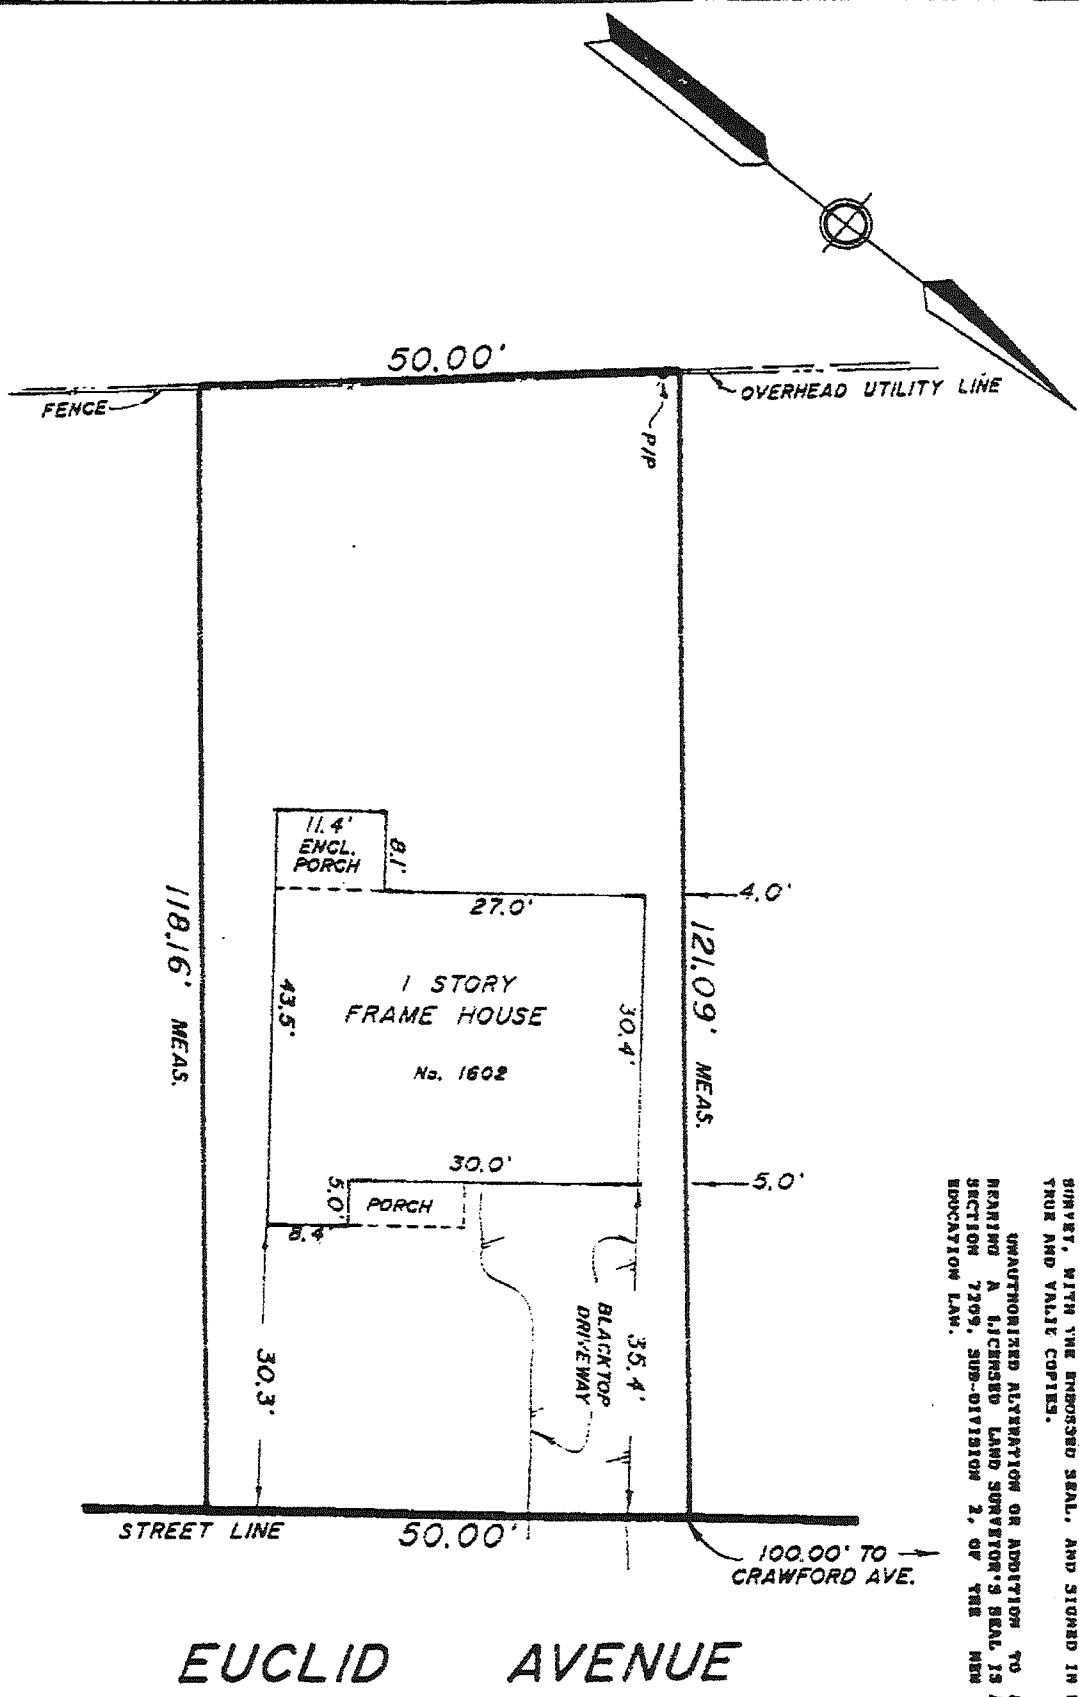 50.00'
FENCE
OVERHEAD UTILITY LINE
P/P
11.4'
ENCL.
PORCH
8.1'
27.0'
4.0'
118.16' MEAS.
121.09' MEAS.
43.5'
1 STORY
FRAME HOUSE
No. 1602
30.4'
30.0'
5.0'
5.0'
PORCH
8.4'
BLACKTOP
DRIVEWAY
30.3'
35.4'
STREET LINE
50.00'
100.00' TO
CRAWFORD AVE.
EUCLID AVENUE
SURVEY, WITH THE EMBOSSED SEAL, AND SIGNED IN
TRUE AND VALID COPIES.
UNAUTHORIZED ALTERATION OR ADDITION TO
BEARING A LICENSED LAND SURVEYOR'S SEAL IS
SECTION 7209, SUB-DIVISION 2, OF THE NEW
EDUCATION LAW.